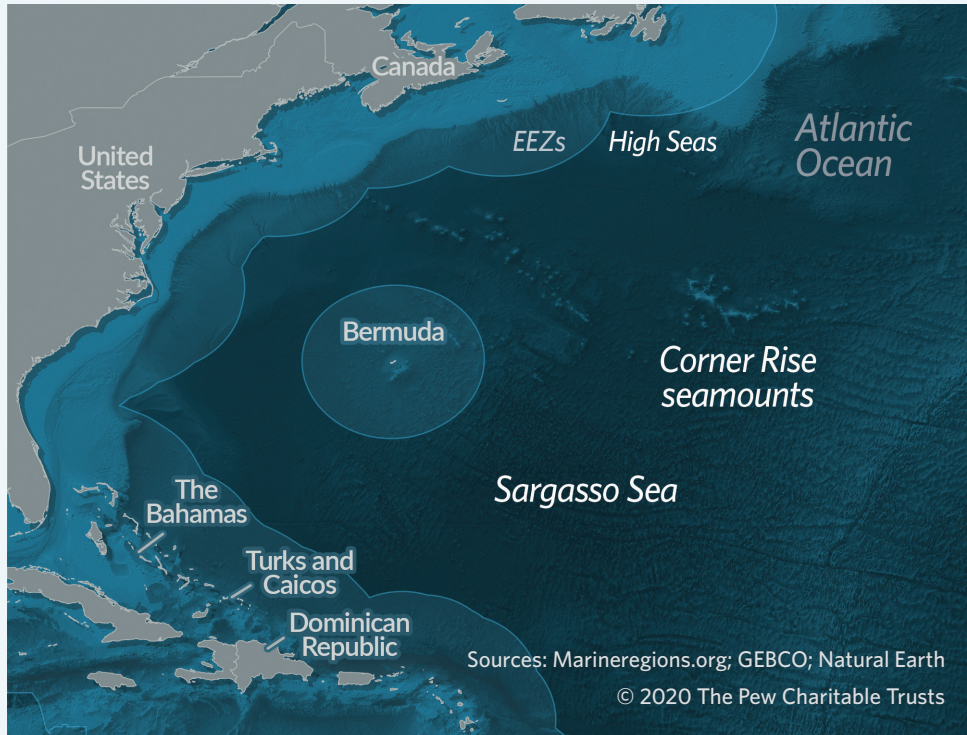 Canada
EEZs
High Seas
Atlantic
Ocean
United
States
Bermuda
Corner Rise
seamounts
Sargasso Sea
The
Bahamas
Turks and
Caicos
Dominican
Republic
Sources: Marineregions.org; GEBCO; Natural Earth
© 2020 The Pew Charitable Trusts